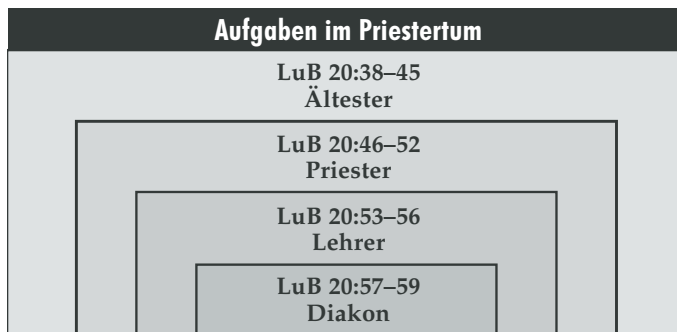 Aufgaben im Priestertum
LuB 20:38–45
Ältester
LuB 20:46–52
Priester
LuB 20:53–56
Lehrer
LuB 20:57–59
Diakon